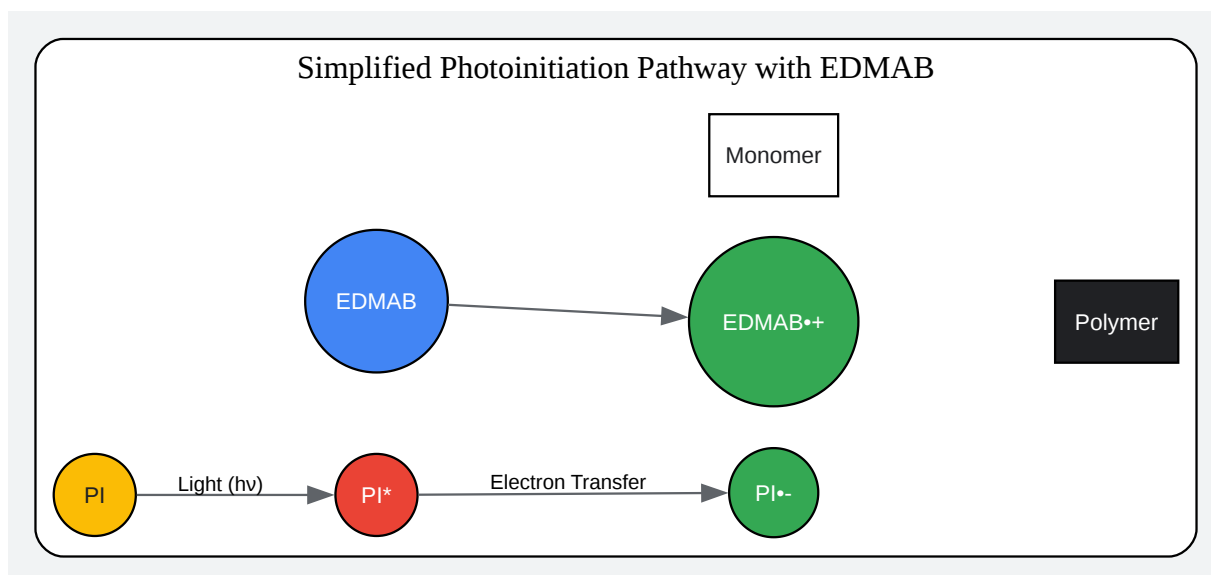 Simplified Photoinitiation Pathway with EDMAB
Monomer
EDMAB
EDMAB•+
Polymer
PI
Light (hν)
PI*
Electron Transfer
PI•-